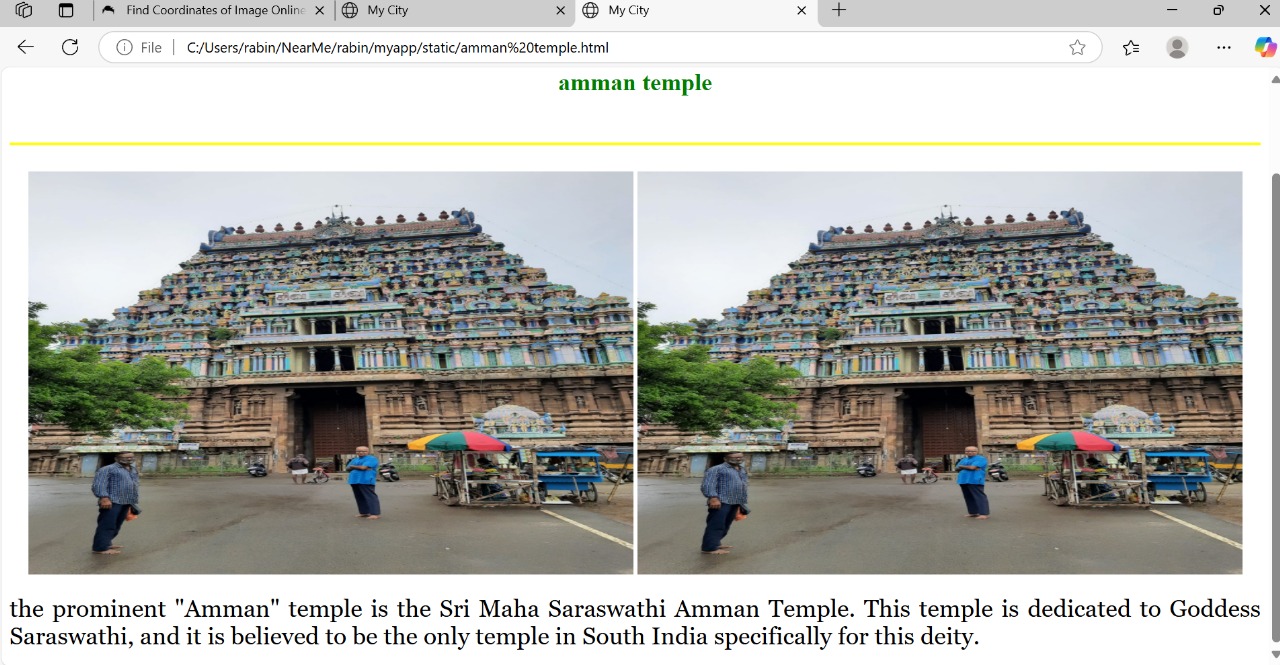 Find Coordinates of Image Online
My City
My City
File
C:/Users/rabin/NearMe/rabin/myapp/static/amman%20temple.html
amman temple
the prominent "Amman" temple is the Sri Maha Saraswathi Amman Temple. This temple is dedicated to Goddess
Saraswathi, and it is believed to be the only temple in South India specifically for this deity.